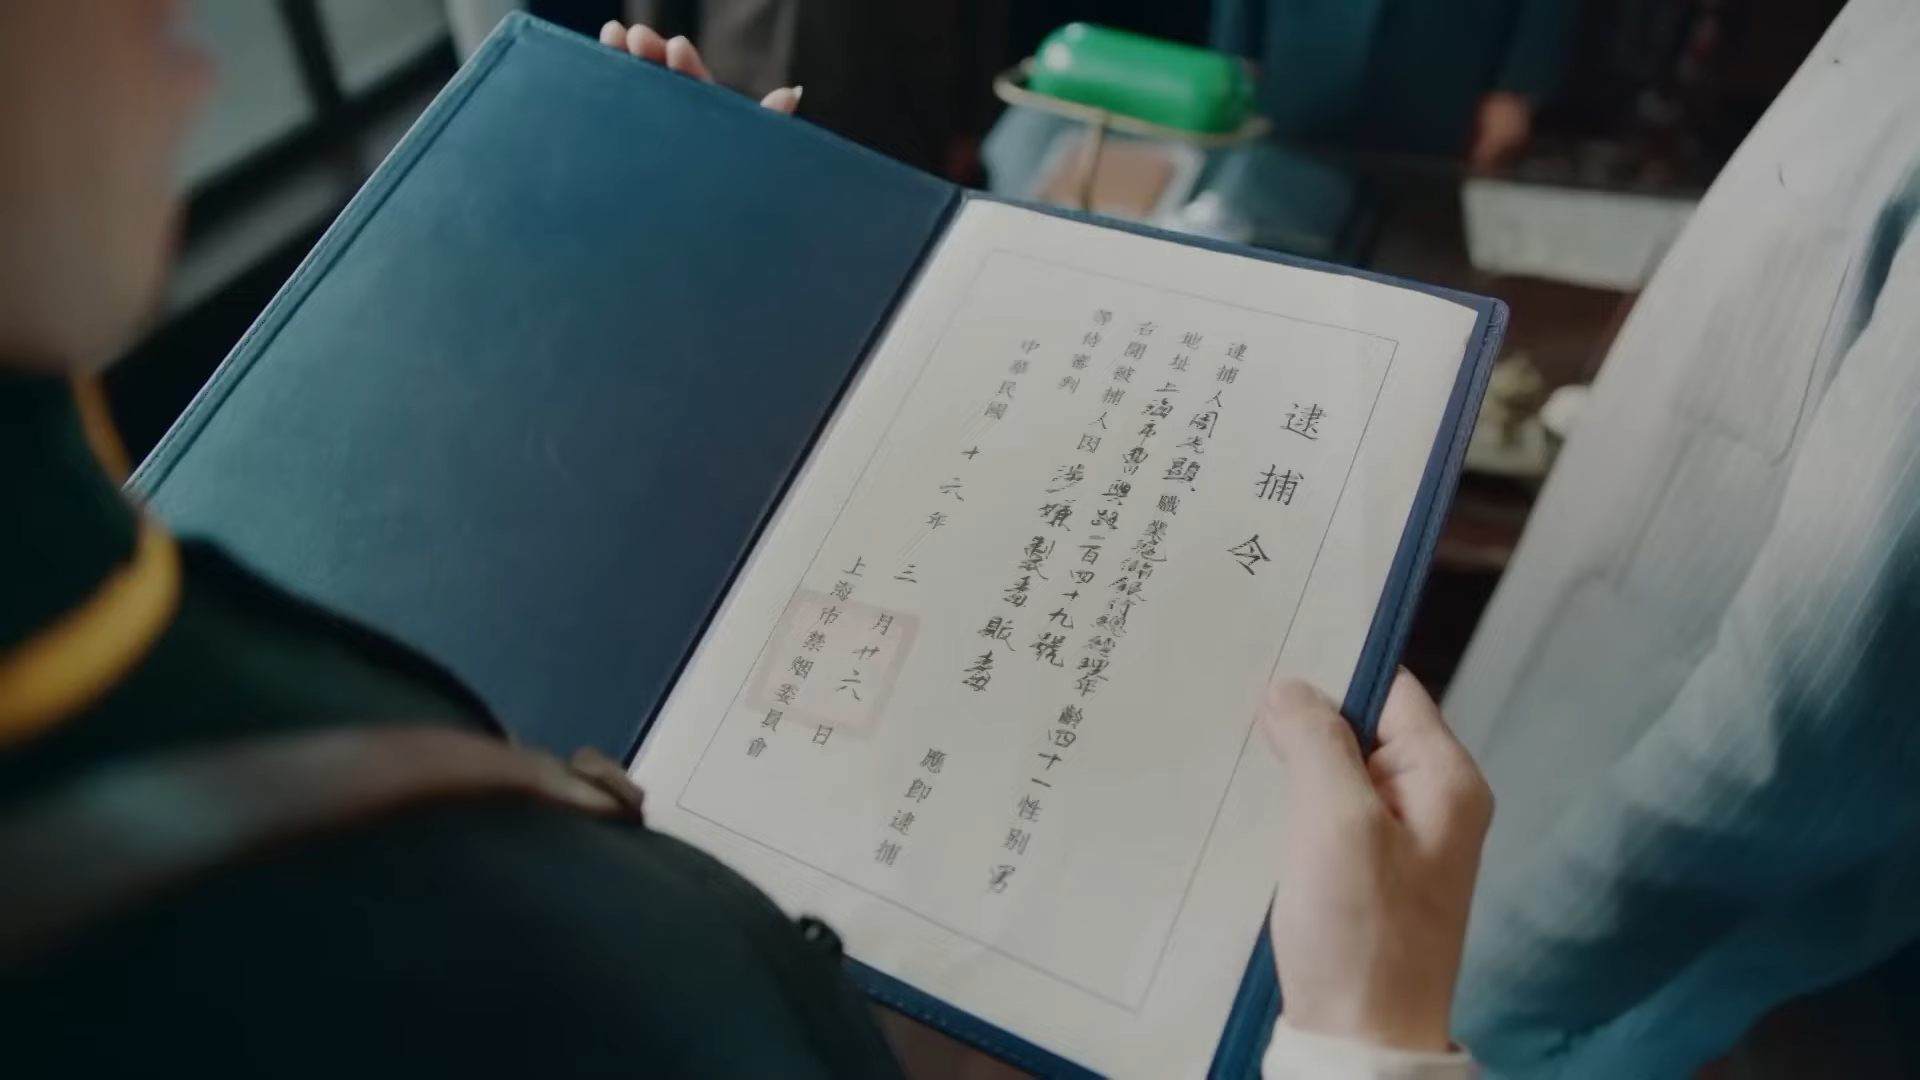 逮捕令
逮捕人周光顯 職業 銀行總經理 年齡四十一 性别男
地址上海市 興路一百四十九號
右開被捕人因涉嫌製毒販毒 應即逮捕
等待審判
中華民國十六年三月廿六日
上海市禁烟委員會